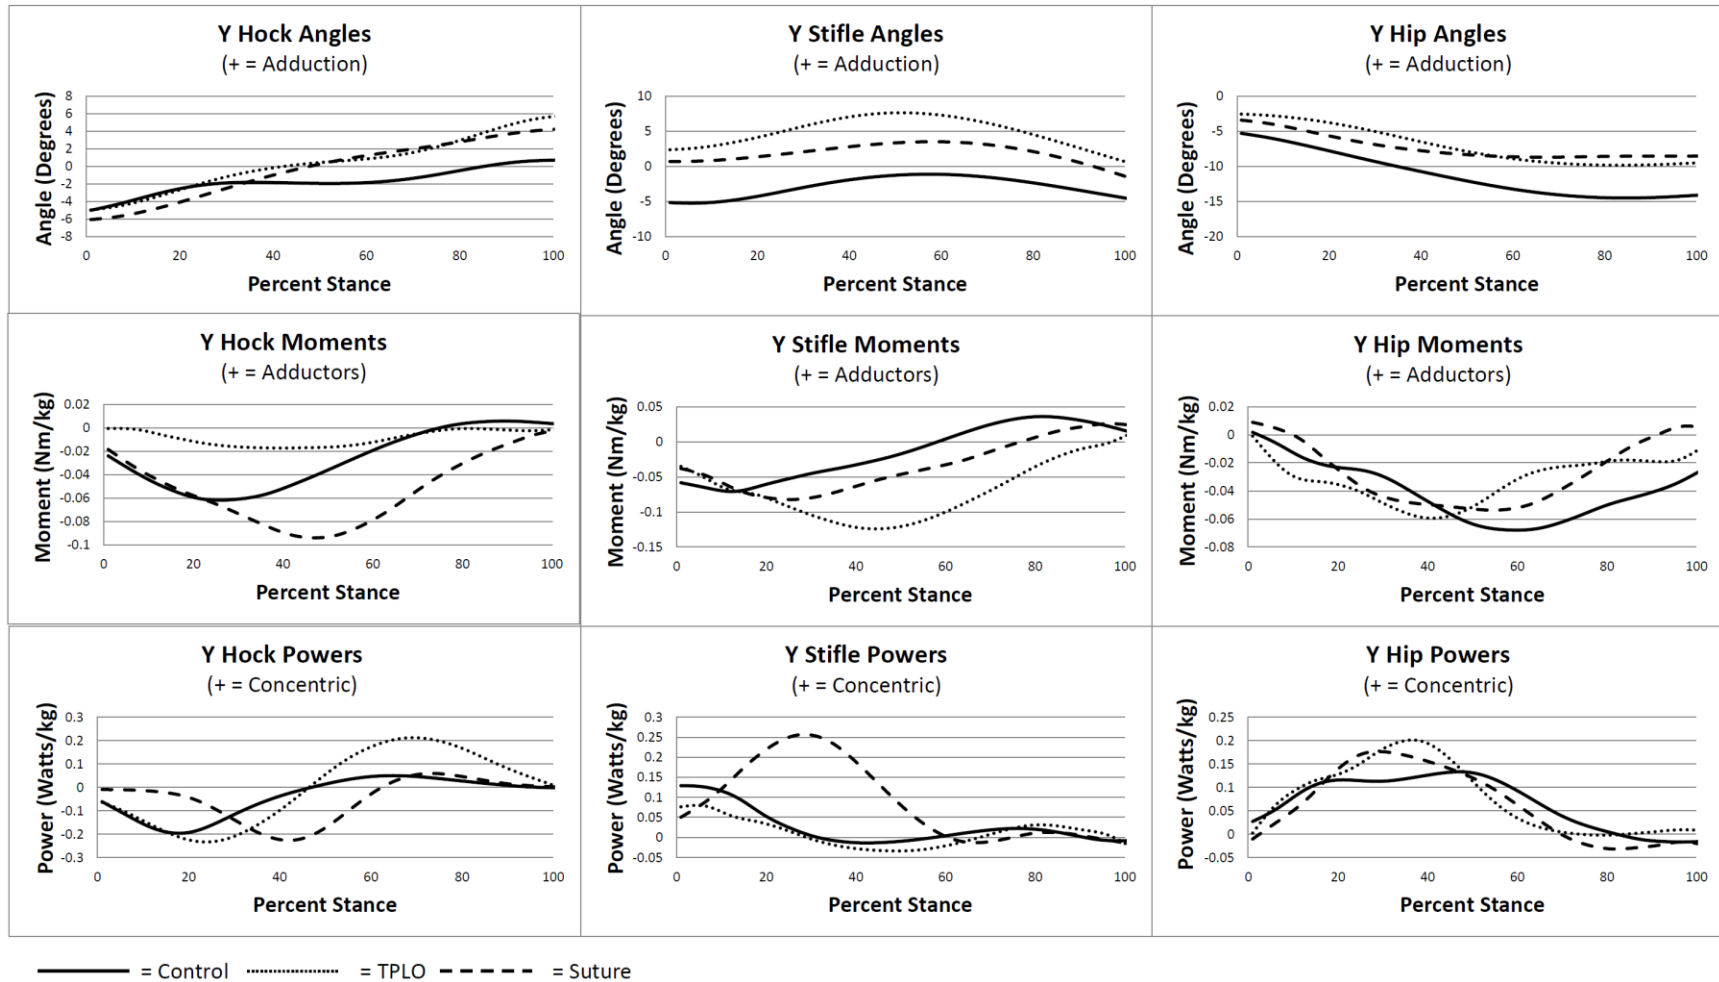 Y Hock Angles
(+ = Adduction)
Angle (Degrees)
8
6
4
2
0
-2
-4
-6
-8
0 20 40 60 80 100
Percent Stance
Y Stifle Angles
(+ = Adduction)
Angle (Degrees)
10
5
0
-5
-10
0 20 40 60 80 100
Percent Stance
Y Hip Angles
(+ = Adduction)
Angle (Degrees)
0
-5
-10
-15
-20
0 20 40 60 80 100
Percent Stance
Y Hock Moments
(+ = Adductors)
Moment (Nm/kg)
0.02
0
-0.02
-0.04
-0.06
-0.08
-0.1
0 20 40 60 80 100
Percent Stance
Y Stifle Moments
(+ = Adductors)
Moment (Nm/kg)
0.05
0
-0.05
-0.1
-0.15
0 20 40 60 80 100
Percent Stance
Y Hip Moments
(+ = Adductors)
Moment (Nm/kg)
0.02
0
-0.02
-0.04
-0.06
-0.08
0 20 40 60 80 100
Percent Stance
Y Hock Powers
(+ = Concentric)
Power (Watts/kg)
0.3
0.2
0.1
0
-0.1
-0.2
-0.3
0 20 40 60 80 100
Percent Stance
Y Stifle Powers
(+ = Concentric)
Power (Watts/kg)
0.3
0.25
0.2
0.15
0.1
0.05
0
-0.05
0 20 40 60 80 100
Percent Stance
Y Hip Powers
(+ = Concentric)
Power (Watts/kg)
0.25
0.2
0.15
0.1
0.05
0
-0.05
0 20 40 60 80 100
Percent Stance
= Control = TPLO = Suture